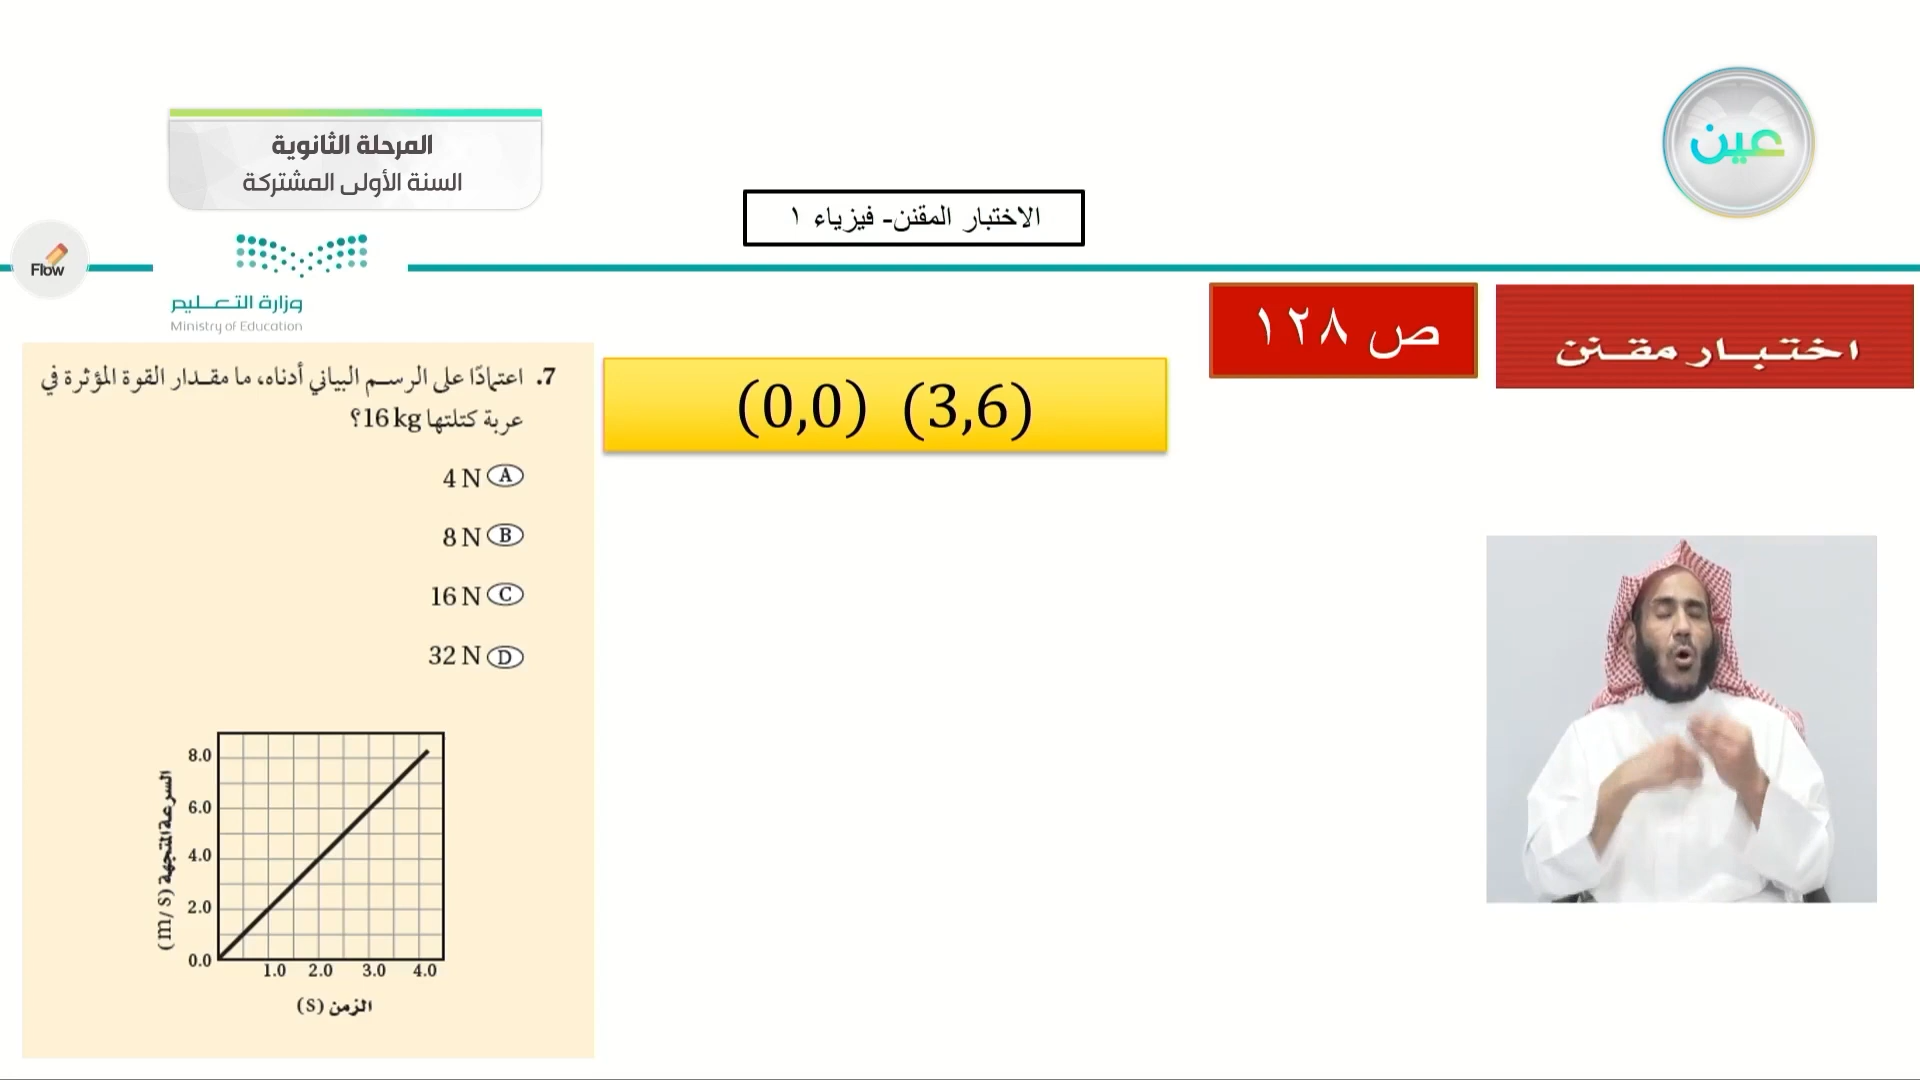 عين
المرحلة الثانوية
السنة الأولى المشتركة
الاختبار المقنن- فيزياء ١
Flow
وزارة التعليم
Ministry of Education
اختبار مقنن
ص ١٢٨
7. اعتمادًا على الرسم البياني أدناه، ما مقدار القوة المؤثرة في
عربة كتلتها 16 kg؟
4 N A
8 N B
16 N C
32 N D
(0,0) (3,6)
السرعة المتجهة (m/s)
8.0
6.0
4.0
2.0
0.0
1.0 2.0 3.0 4.0
الزمن (s)